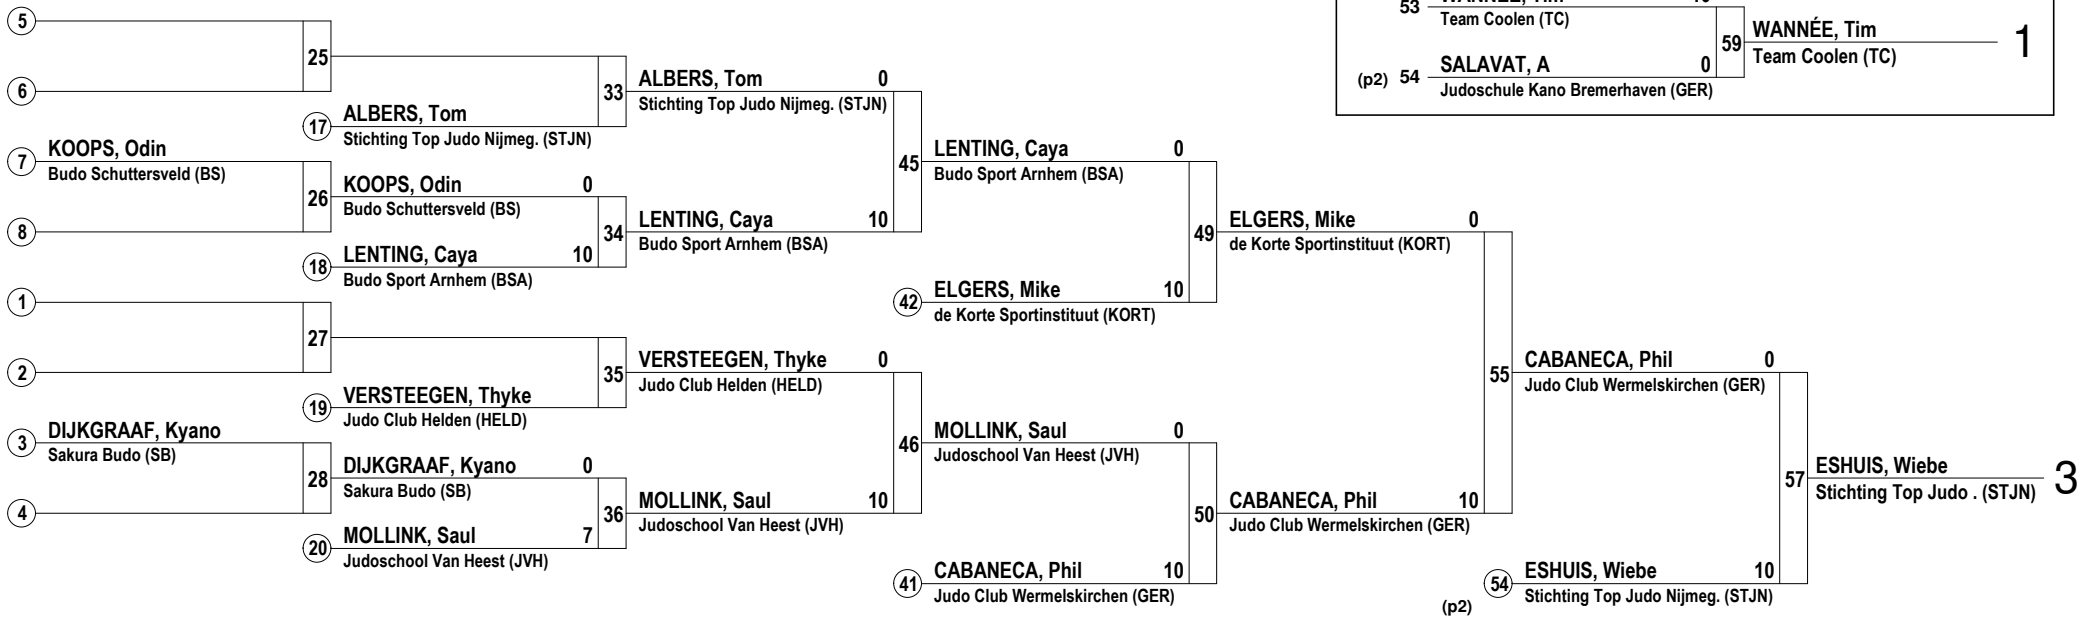 53 WANNÉE, Tim 10
Team Coolen (TC)
59 WANNÉE, Tim 1
Team Coolen (TC)
(p2) 54 SALAVAT, A 0
Judoschule Kano Bremerhaven (GER)
5
25
6
33
17 ALBERS, Tom
Stichting Top Judo Nijmeg. (STJN)
ALBERS, Tom 0
Stichting Top Judo Nijmeg. (STJN)
7 KOOPS, Odin
Budo Schuttersveld (BS)
26
8
KOOPS, Odin 0
Budo Schuttersveld (BS)
34
18 LENTING, Caya 10
Budo Sport Arnhem (BSA)
LENTING, Caya 10
Budo Sport Arnhem (BSA)
45
LENTING, Caya 0
Budo Sport Arnhem (BSA)
49
42 ELGERS, Mike 10
de Korte Sportinstituut (KORT)
ELGERS, Mike 0
de Korte Sportinstituut (KORT)
1
27
2
35
19 VERSTEEGEN, Thyke
Judo Club Helden (HELD)
VERSTEEGEN, Thyke 0
Judo Club Helden (HELD)
3 DIJKGRAAF, Kyano
Sakura Budo (SB)
28
4
DIJKGRAAF, Kyano 0
Sakura Budo (SB)
36
20 MOLLINK, Saul 7
Judoschool Van Heest (JVH)
MOLLINK, Saul 10
Judoschool Van Heest (JVH)
46
MOLLINK, Saul 0
Judoschool Van Heest (JVH)
50
41 CABANECA, Phil 10
Judo Club Wermelskirchen (GER)
CABANECA, Phil 10
Judo Club Wermelskirchen (GER)
55
CABANECA, Phil 0
Judo Club Wermelskirchen (GER)
57
(p2) 54 ESHUIS, Wiebe 10
Stichting Top Judo Nijmeg. (STJN)
ESHUIS, Wiebe 3
Stichting Top Judo . (STJN)